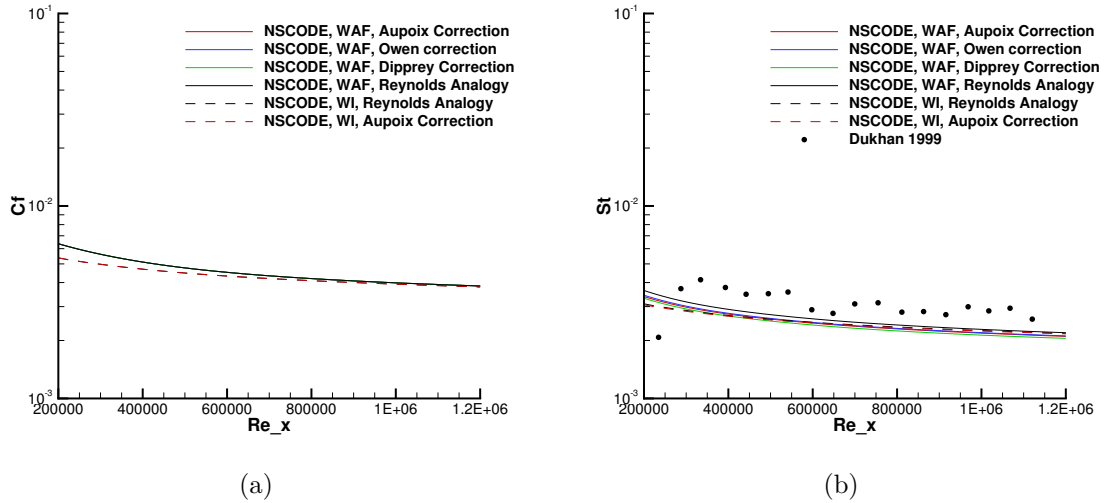 10^-1
NSCODE, WAF, Aupoix Correction
NSCODE, WAF, Owen correction
NSCODE, WAF, Dipprey Correction
NSCODE, WAF, Reynolds Analogy
NSCODE, WI, Reynolds Analogy
NSCODE, WI, Aupoix Correction
Cf
10^-2
10^-3
200000 400000 600000 800000 1E+06 1.2E+06
Re_x
(a)
10^-1
NSCODE, WAF, Aupoix Correction
NSCODE, WAF, Owen correction
NSCODE, WAF, Dipprey Correction
NSCODE, WAF, Reynolds Analogy
NSCODE, WI, Reynolds Analogy
NSCODE, WI, Aupoix Correction
Dukhan 1999
St
10^-2
10^-3
200000 400000 600000 800000 1E+06 1.2E+06
Re_x
(b)